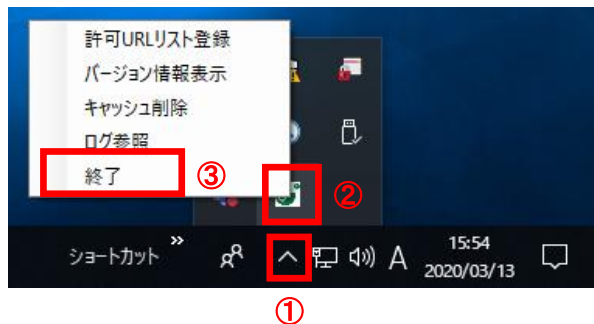 許可URLリスト登録
バージョン情報表示
キャッシュ削除
ログ参照
終了
③
②
ショートカット
»
A
15:54
2020/03/13
①